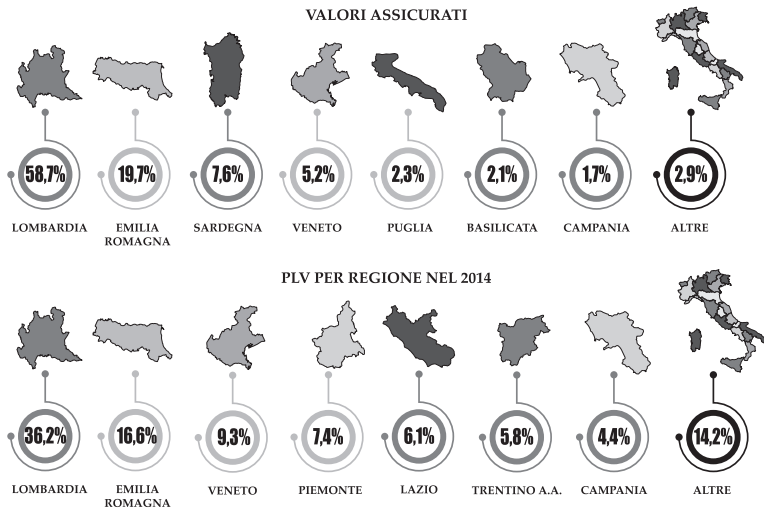 VALORI ASSICURATI
58,7% 19,7% 7,6% 5,2% 2,3% 2,1% 1,7% 2,9%
LOMBARDIA EMILIA SARDEGNA VENETO PUGLIA BASILICATA CAMPANIA ALTRE
ROMAGNA
PLV PER REGIONE NEL 2014
36,2% 16,6% 9,3% 7,4% 6,1% 5,8% 4,4% 14,2%
LOMBARDIA EMILIA VENETO PIEMONTE LAZIO TRENTINO A.A. CAMPANIA ALTRE
ROMAGNA